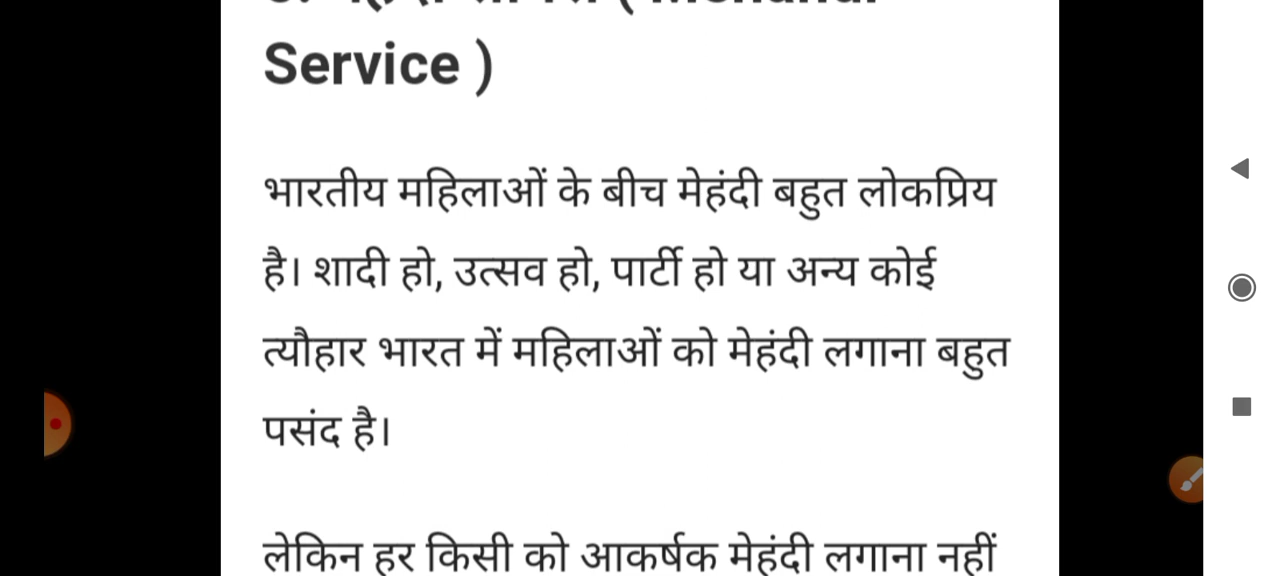 Service )
भारतीय महिलाओं के बीच मेहंदी बहुत लोकप्रिय
है। शादी हो, उत्सव हो, पार्टी हो या अन्य कोई
त्यौहार भारत में महिलाओं को मेहंदी लगाना बहुत
पसंद है।
लेकिन हर किसी को आकर्षक मेहंदी लगाना नहीं